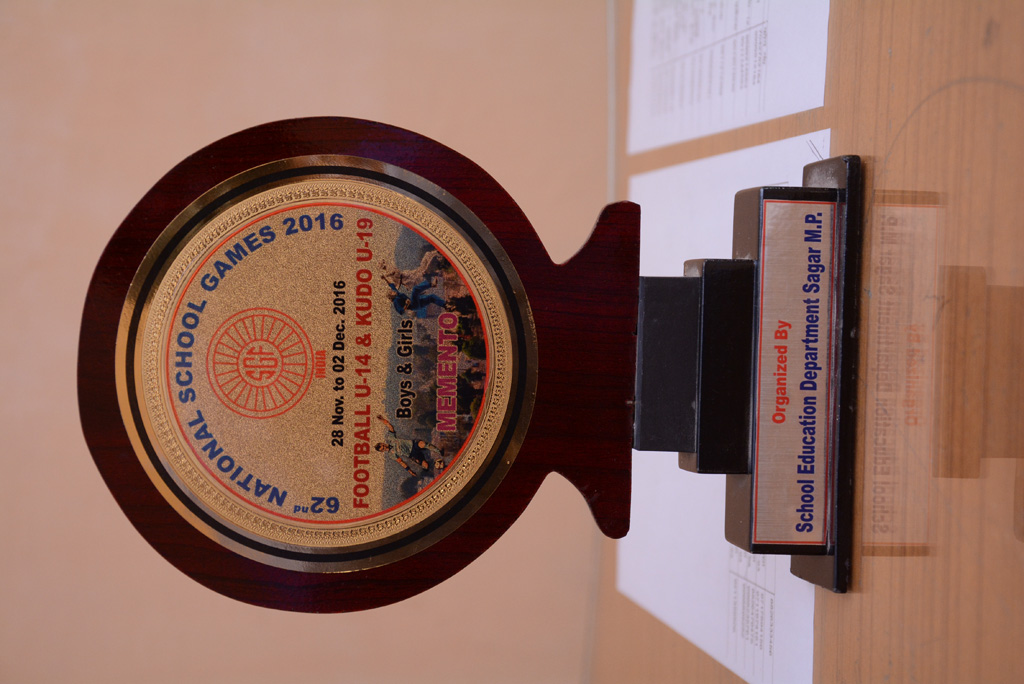 62nd NATIONAL SCHOOL GAMES 2016
SGF
INDIA
28 Nov. to 02 Dec. 2016
FOOTBALL U-14 & KUDO U-19
Boys & Girls
MEMENTO
Organized By
School Education Department Sagar M.P.